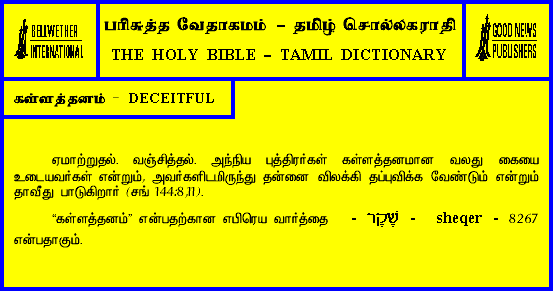 BELLWETHER
INTERNATIONAL
பரிசுத்த வேதாகமம் – தமிழ் சொல்லகராதி
THE HOLY BIBLE – TAMIL DICTIONARY
GOOD NEWS
PUBLISHERS
கள்ளத்தனம் – DECEITFUL
ஏமாற்றுதல். வஞ்சித்தல். அந்நிய புத்திரர்கள் கள்ளத்தனமான வலது கையை
உடையவர்கள் என்றும், அவர்களிடமிருந்து தன்னை விலக்கி தப்புவிக்க வேண்டும் என்றும்
தாவீது பாடுகிறார் (சங் 144:8,11).
“கள்ளத்தனம்” என்பதற்கான எபிரெய வார்த்தை - שֶׁקֶר - sheqer - 8267
என்பதாகும்.